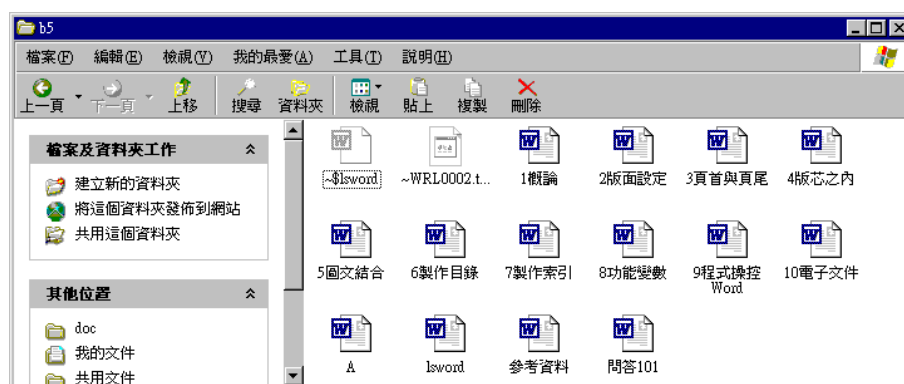 b5
檔案(F) 編輯(E) 檢視(V) 我的最愛(A) 工具(T) 說明(H)
上一頁 下一頁 上移 搜尋 資料夾 檢視 貼上 複製 刪除
檔案及資料夾工作
建立新的資料夾
將這個資料夾發佈到網站
共用這個資料夾
其他位置
doc
我的文件
共用文件
~$lsword ~WRL0002.t... 1概論 2版面設定 3頁首與頁尾 4版芯之內
5圖文結合 6製作目錄 7製作索引 8功能變數 9程式操控 10電子文件
Word
A lsword 參考資料 問答101